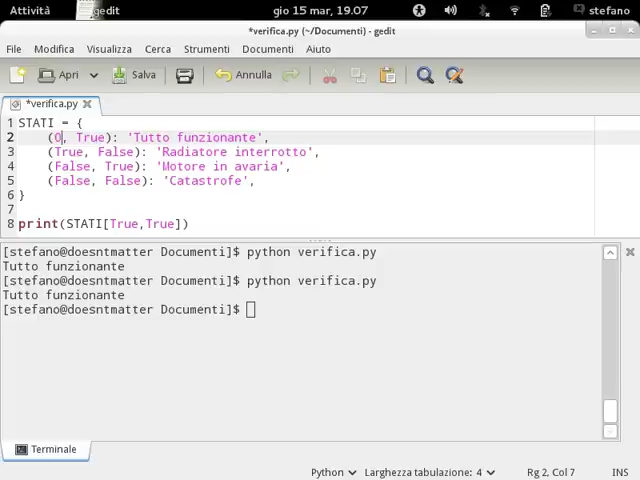 Attività gedit gio 15 mar, 19.07 stefano
*verifica.py (~/Documenti) - gedit
File Modifica Visualizza Cerca Strumenti Documenti Aiuto
Apri Salva Annulla
*verifica.py
1 STATI = {
2 (0, True): 'Tutto funzionante',
3 (True, False): 'Radiatore interrotto',
4 (False, True): 'Motore in avaria',
5 (False, False): 'Catastrofe',
6 }
7
8 print(STATI[True,True])
[stefano@doesntmatter Documenti]$ python verifica.py
Tutto funzionante
[stefano@doesntmatter Documenti]$ python verifica.py
Tutto funzionante
[stefano@doesntmatter Documenti]$
Terminale
Python Larghezza tabulazione: 4 Rg 2, Col 7 INS